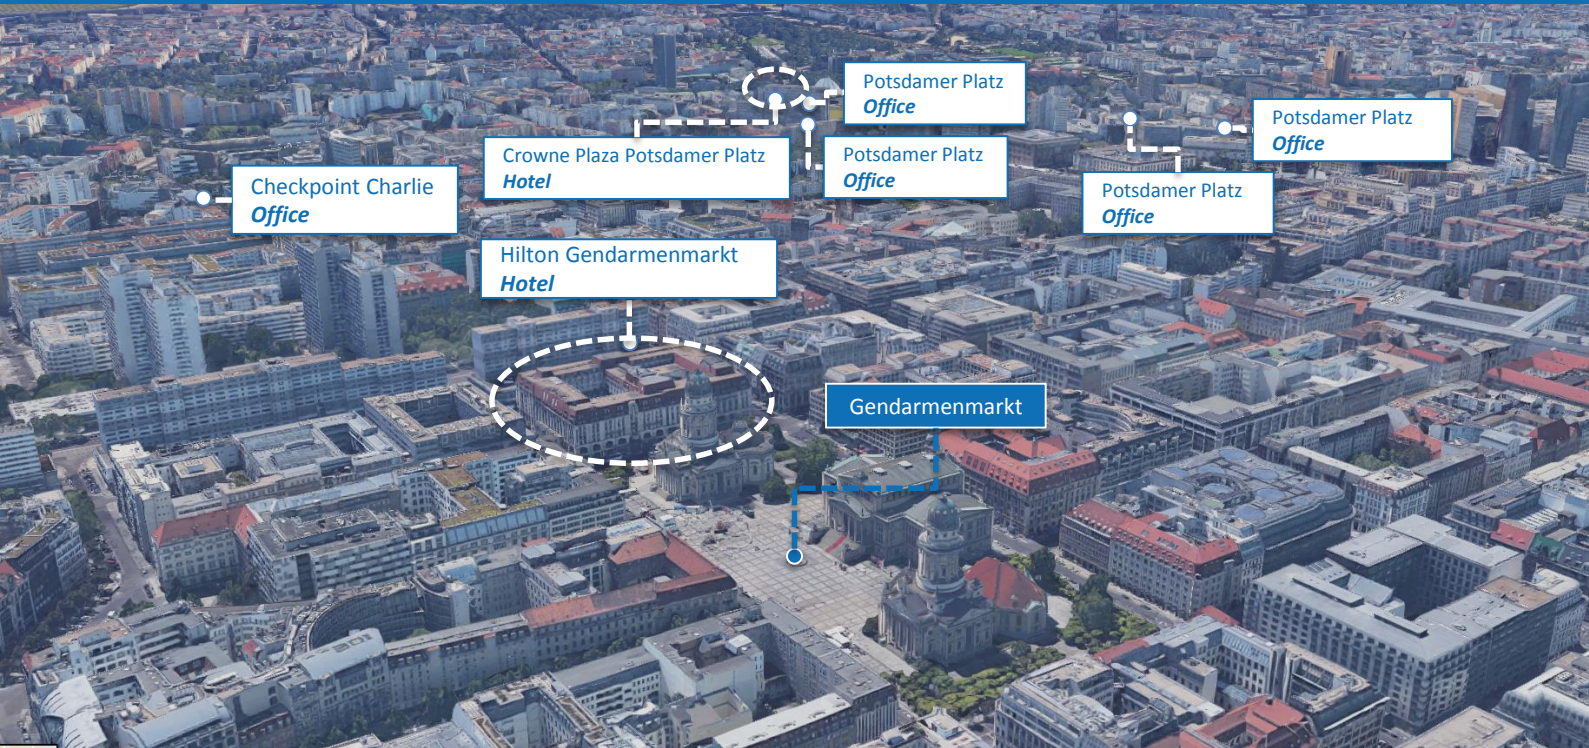 Potsdamer Platz
Office
Potsdamer Platz
Office
Crowne Plaza Potsdamer Platz
Hotel
Potsdamer Platz
Office
Checkpoint Charlie
Office
Potsdamer Platz
Office
Hilton Gendarmenmarkt
Hotel
Gendarmenmarkt